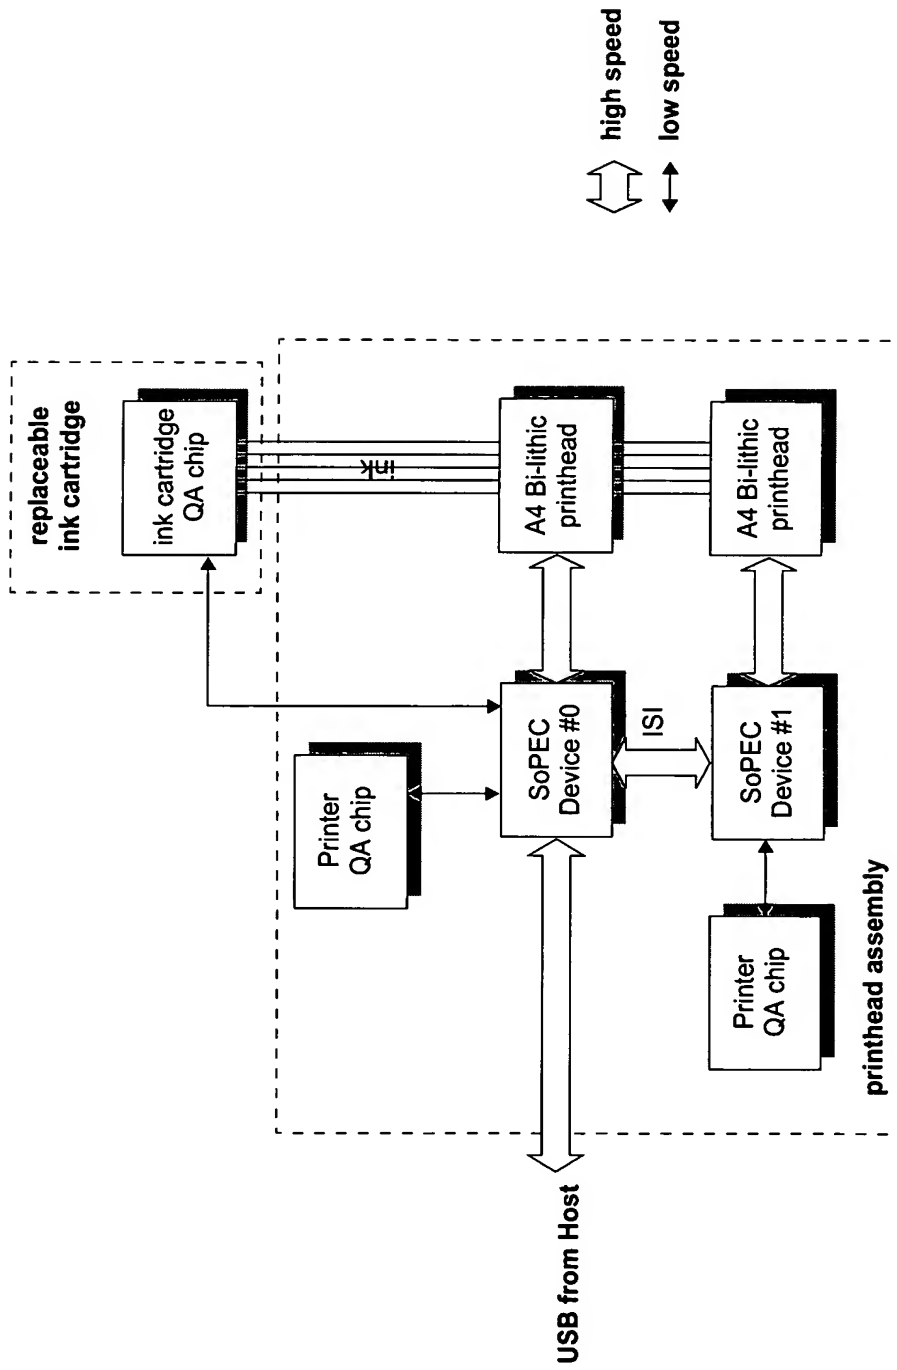 replaceable
ink cartridge
ink cartridge
QA chip
ink
Printer
QA chip
USB from Host
SoPEC
Device #0
A4 Bi-lithic
printhead
ISI
Printer
QA chip
SoPEC
Device #1
A4 Bi-lithic
printhead
printhead assembly
high speed
low speed